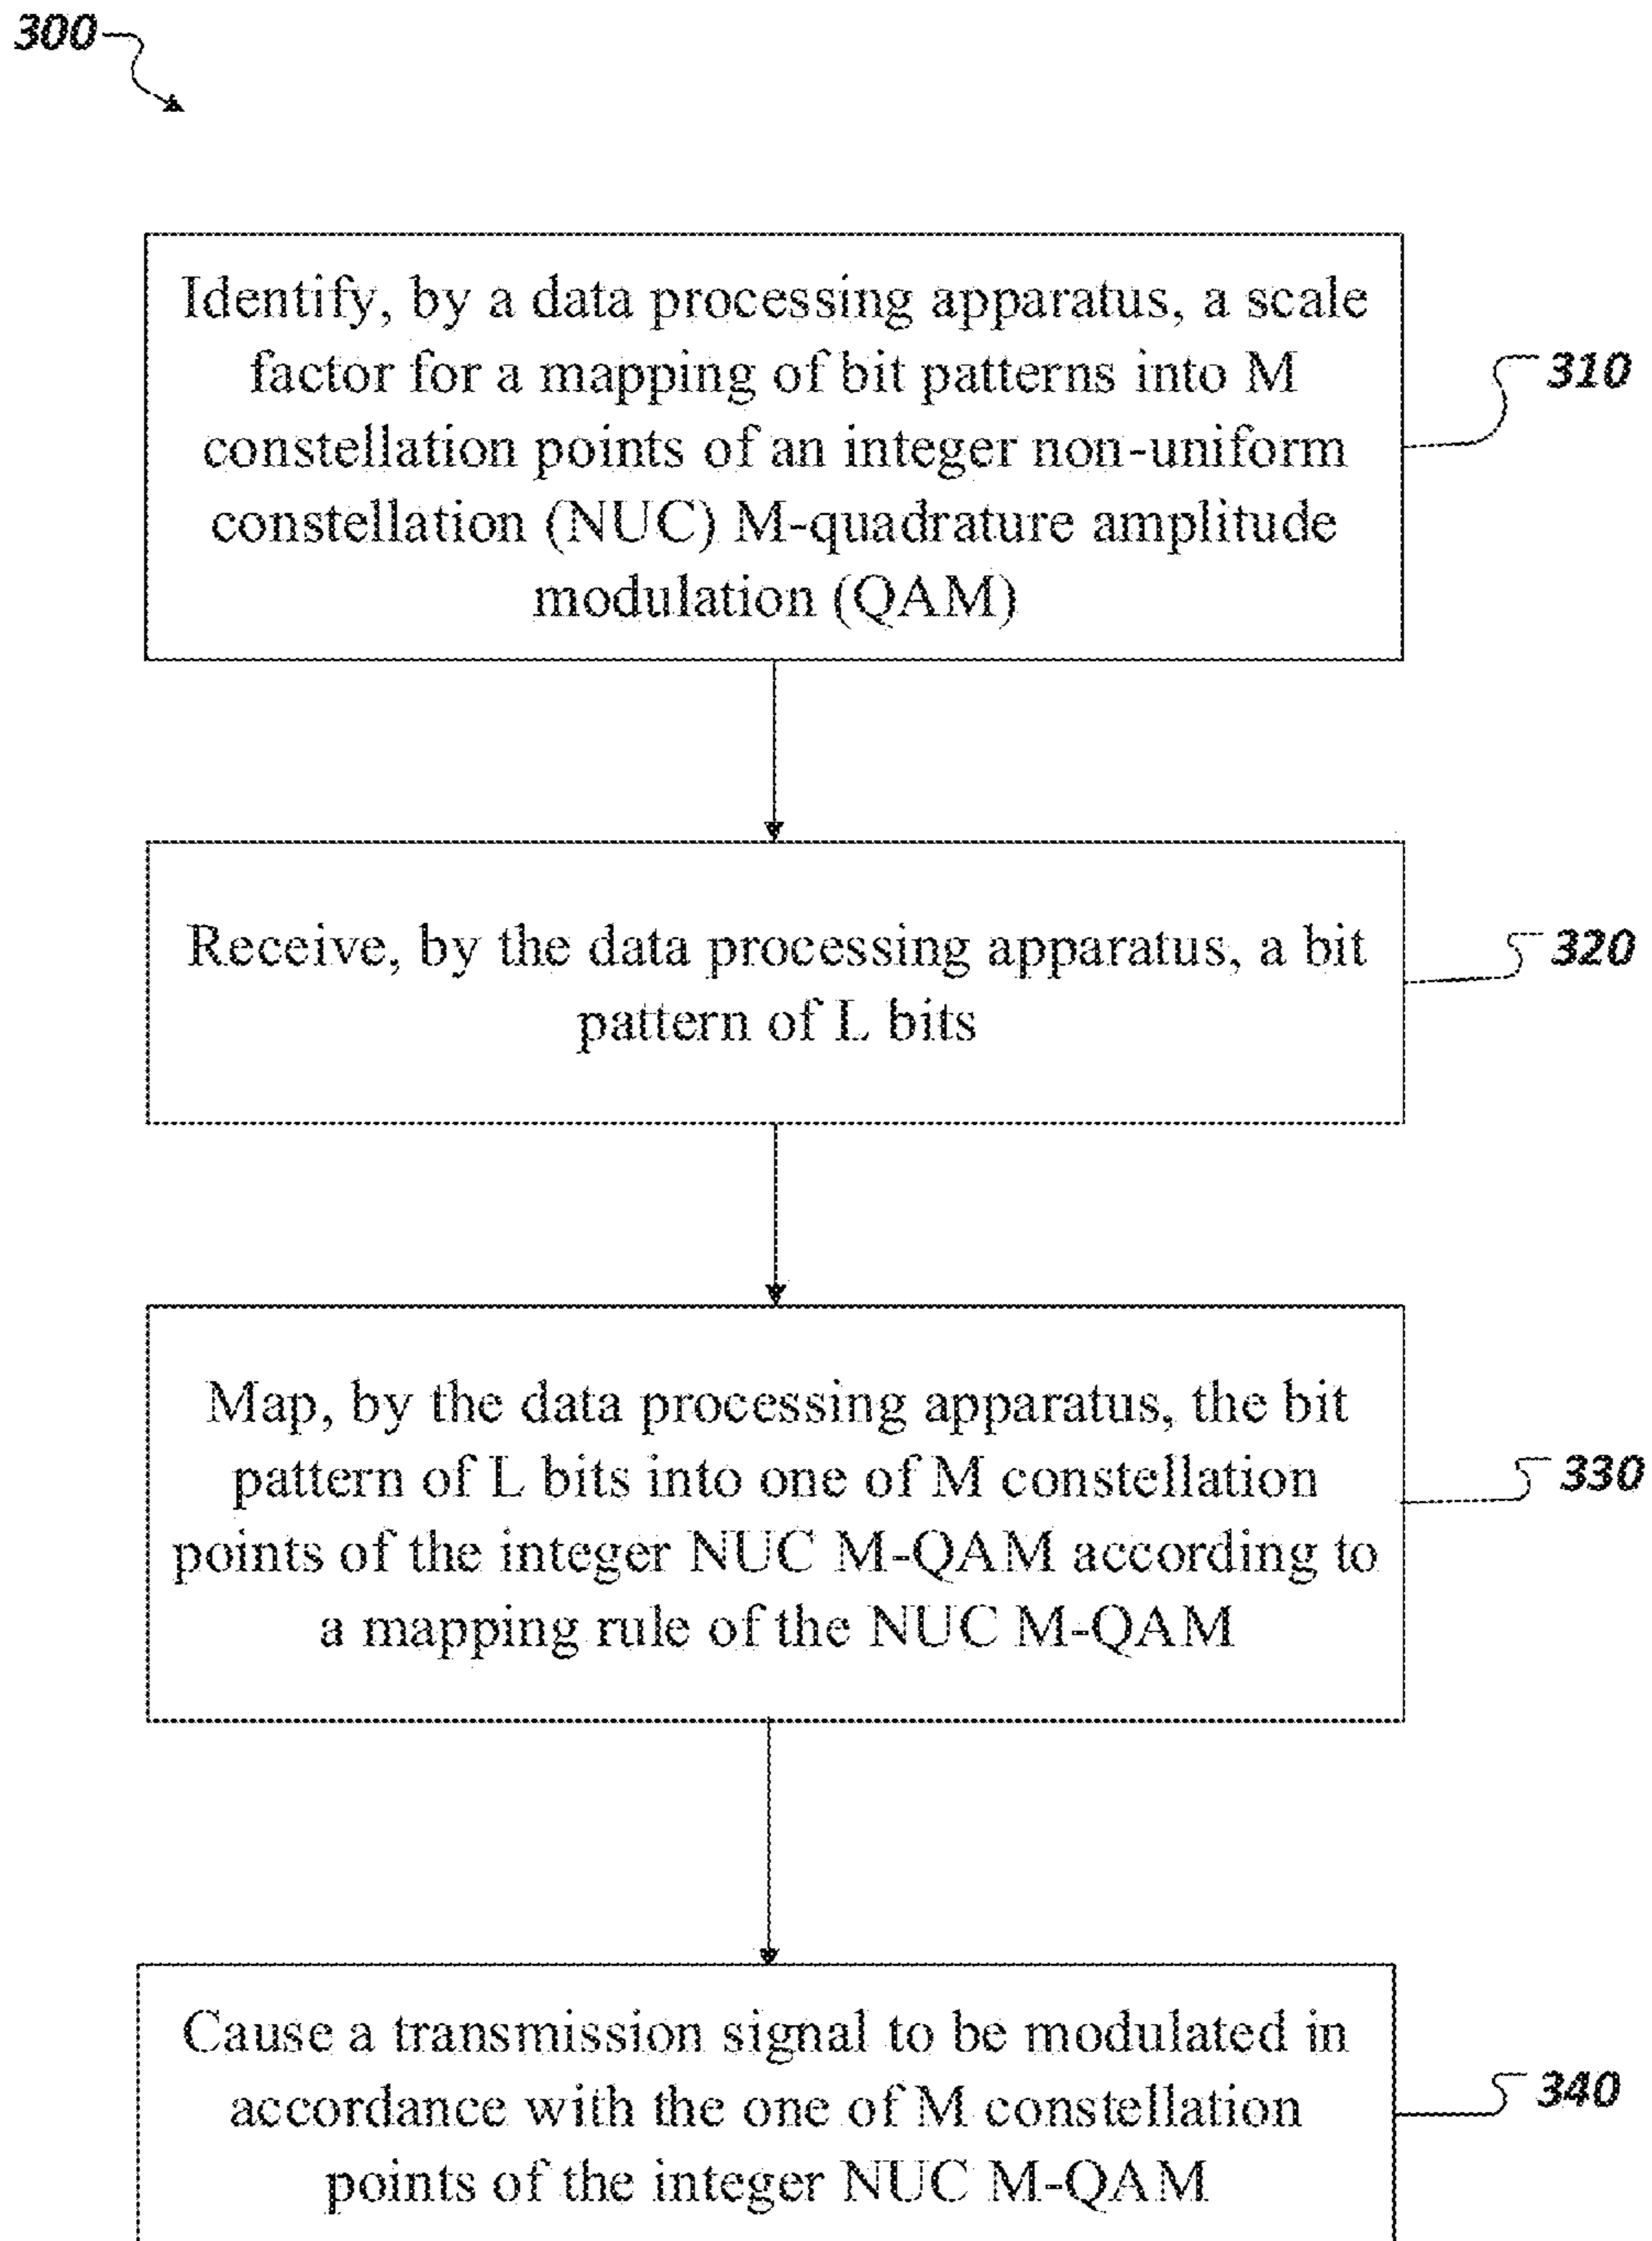 300
Identify, by a data processing apparatus, a scale
factor for a mapping of bit patterns into M
constellation points of an integer non-uniform
constellation (NUC) M-quadrature amplitude
modulation (QAM)
310
Receive, by the data processing apparatus, a bit
pattern of L bits
320
Map, by the data processing apparatus, the bit
pattern of L bits into one of M constellation
points of the integer NUC M-QAM according to
a mapping rule of the NUC M-QAM
330
Cause a transmission signal to be modulated in
accordance with the one of M constellation
points of the integer NUC M-QAM
340